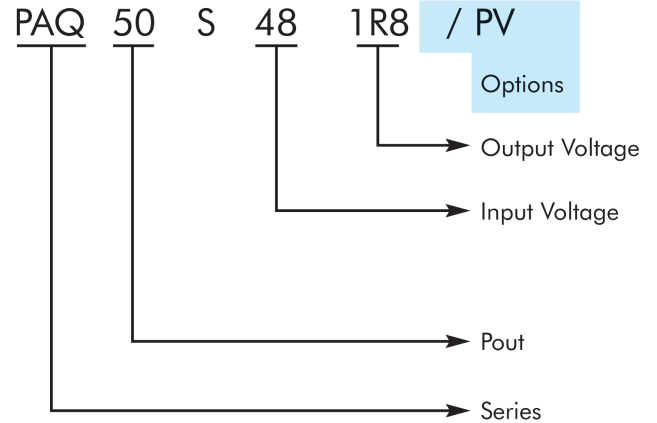 PAQ 50 S 48 1R8 / PV
Options
Output Voltage
Input Voltage
Pout
Series